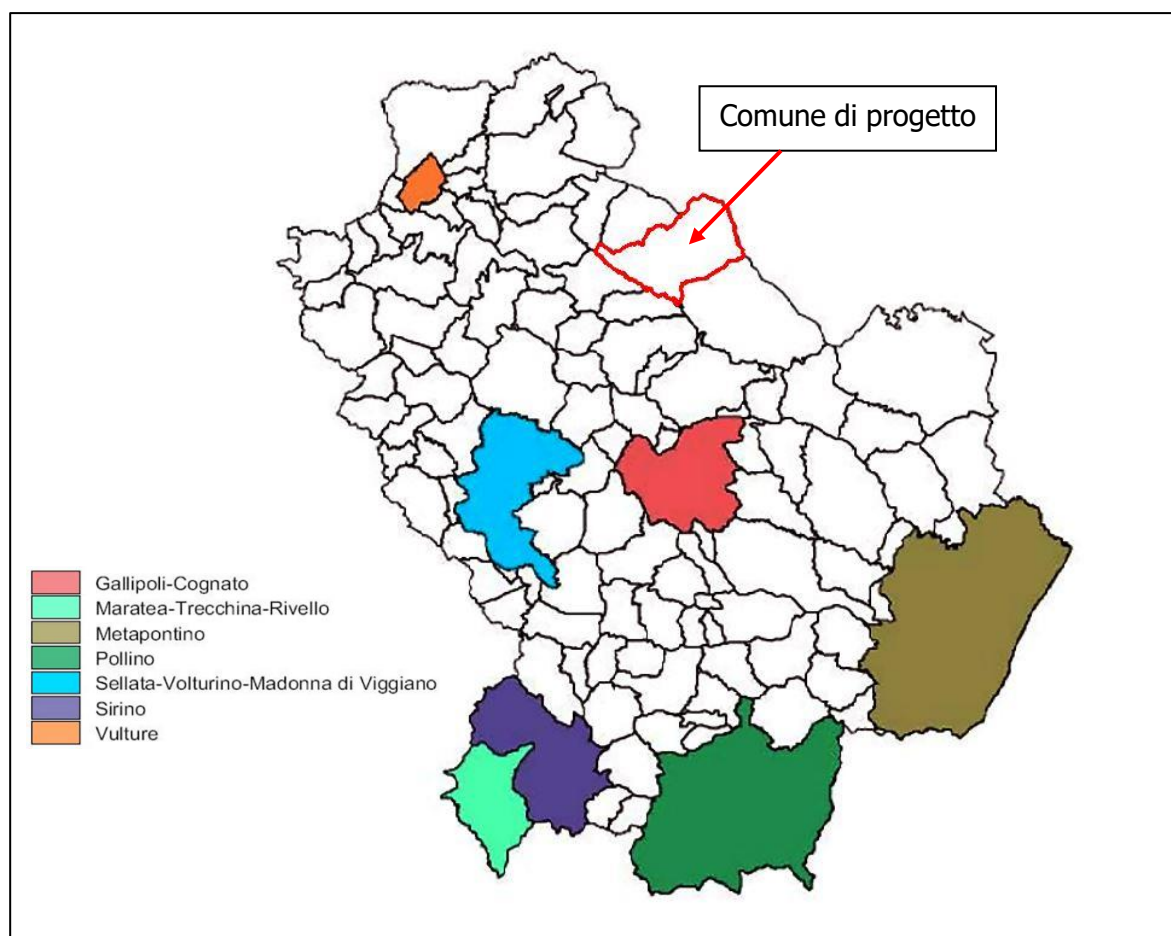 Comune di progetto
Gallipoli-Cognato
Maratea-Trecchina-Rivello
Metapontino
Pollino
Sellata-Volturino-Madonna di Viggiano
Sirino
Vulture